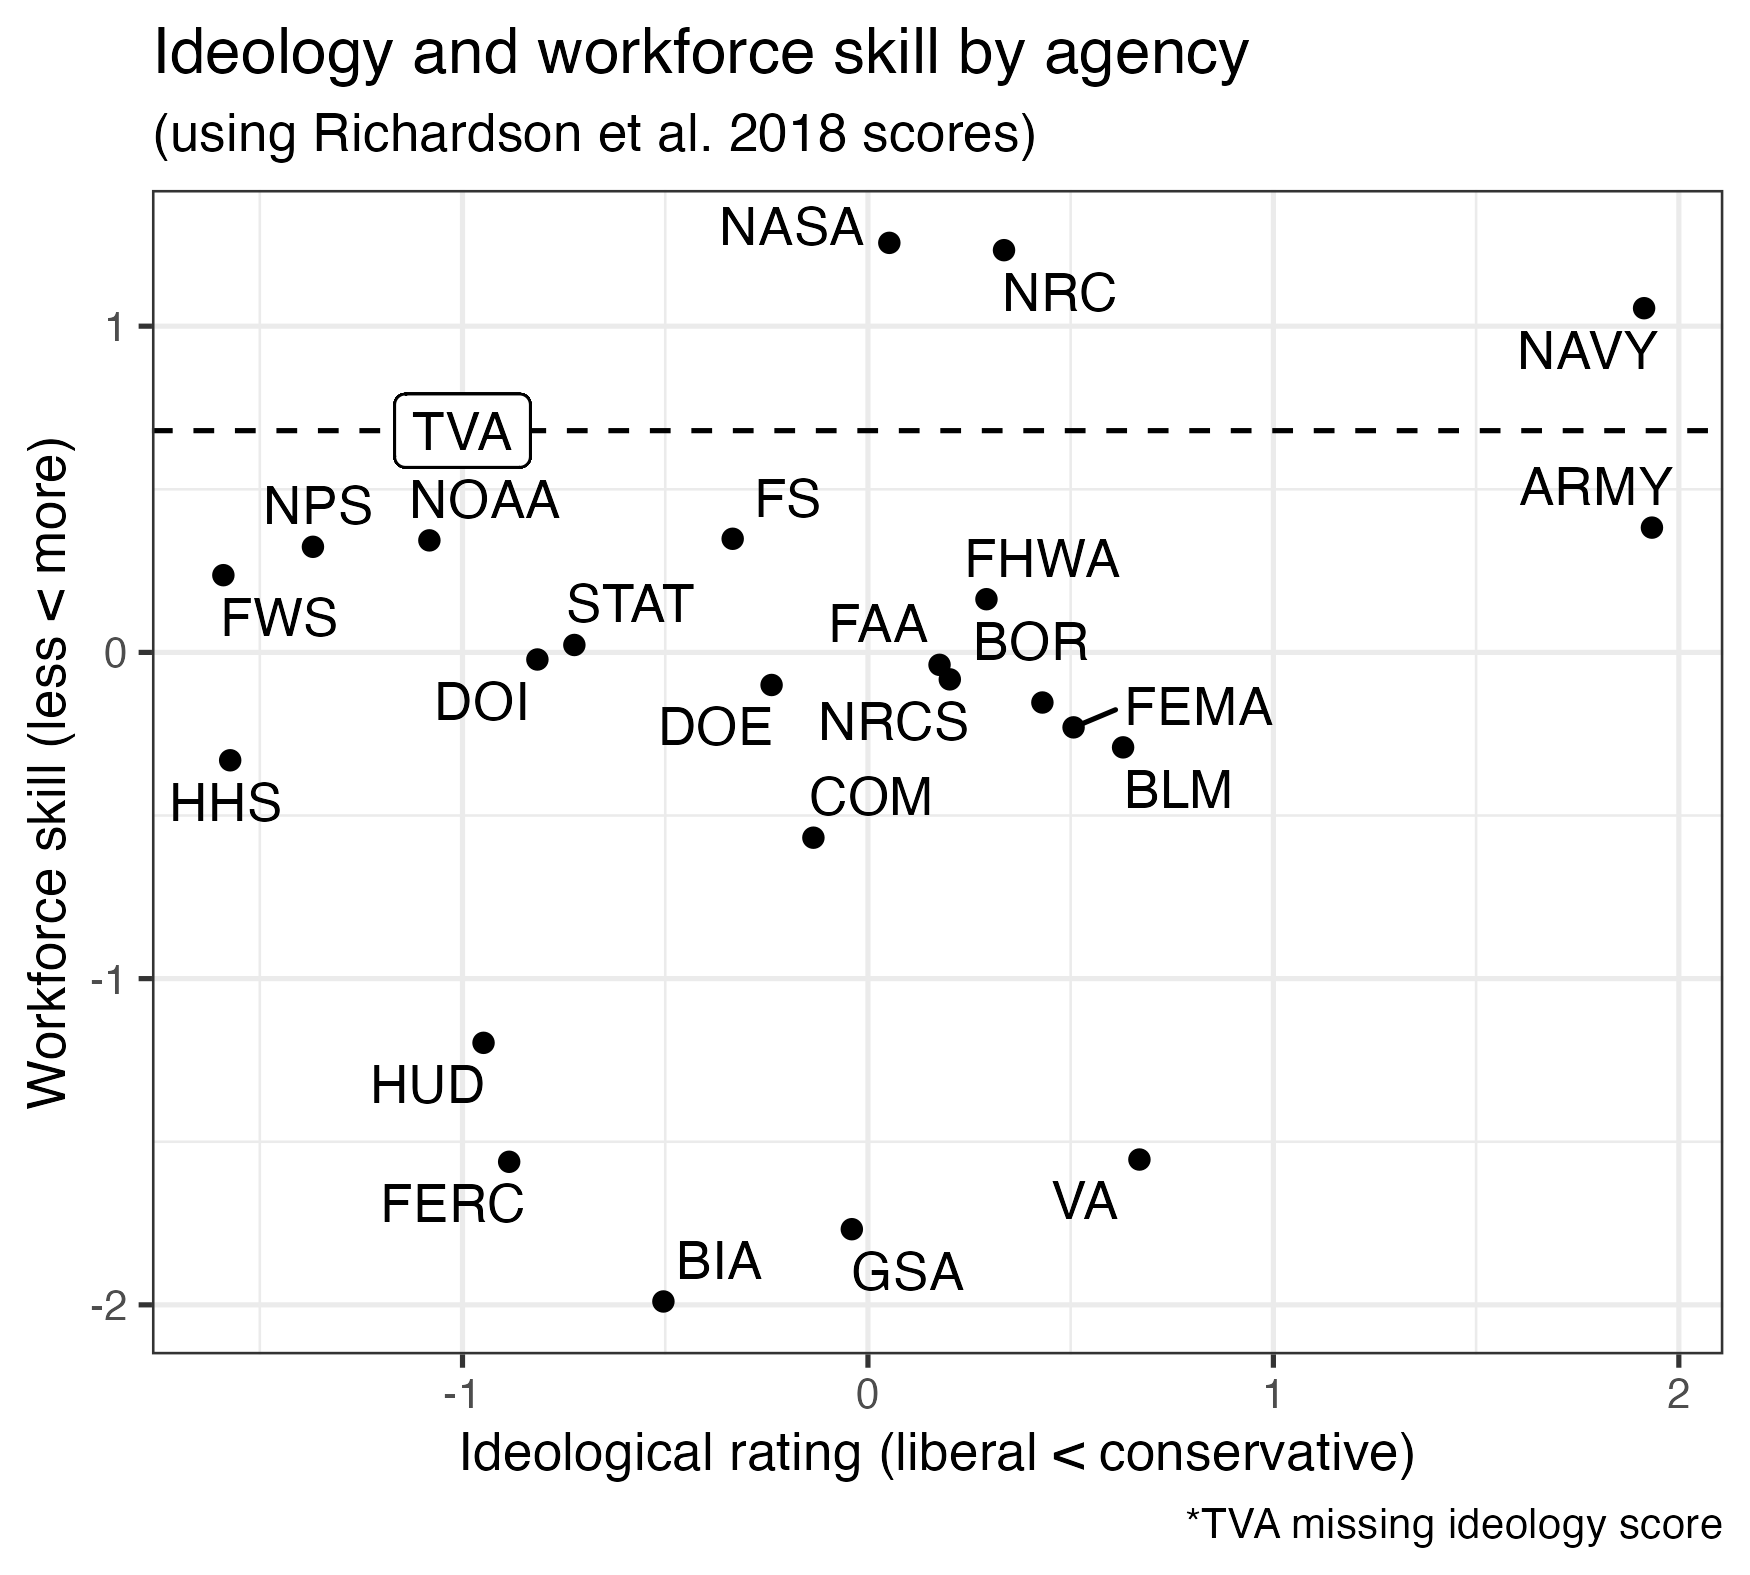 Ideology and workforce skill by agency
(using Richardson et al. 2018 scores)
Workforce skill (less < more)
1
0
-1
-2
NASA
NRC
NAVY
TVA
ARMY
NPS
NOAA
FS
FHWA
FWS
STAT
FAA
BOR
DOI
DOE
NRCS
FEMA
HHS
COM
BLM
HUD
FERC
VA
BIA
GSA
-1
0
1
2
Ideological rating (liberal < conservative)
*TVA missing ideology score